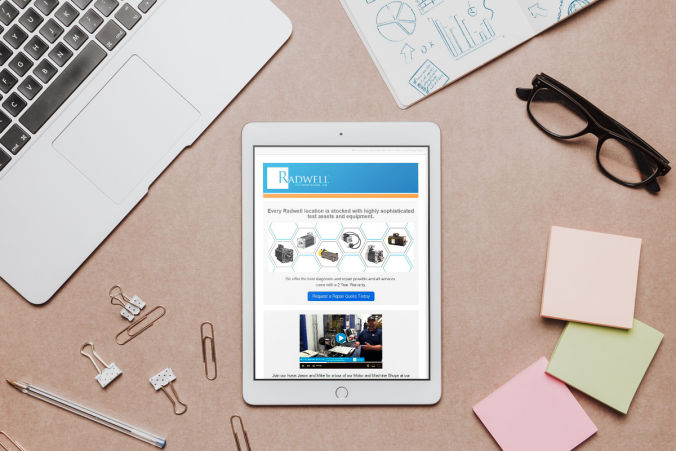 RADWELL
Every Radwell location is stocked with highly sophisticated
test assets and equipment.
We offer the best diagnostic and repair possible and all services
come with a 2 Year Warranty.
Request a Repair Quote Today
Join our hosts Jason and Mike for a tour of our Motor and Machine Shops at our